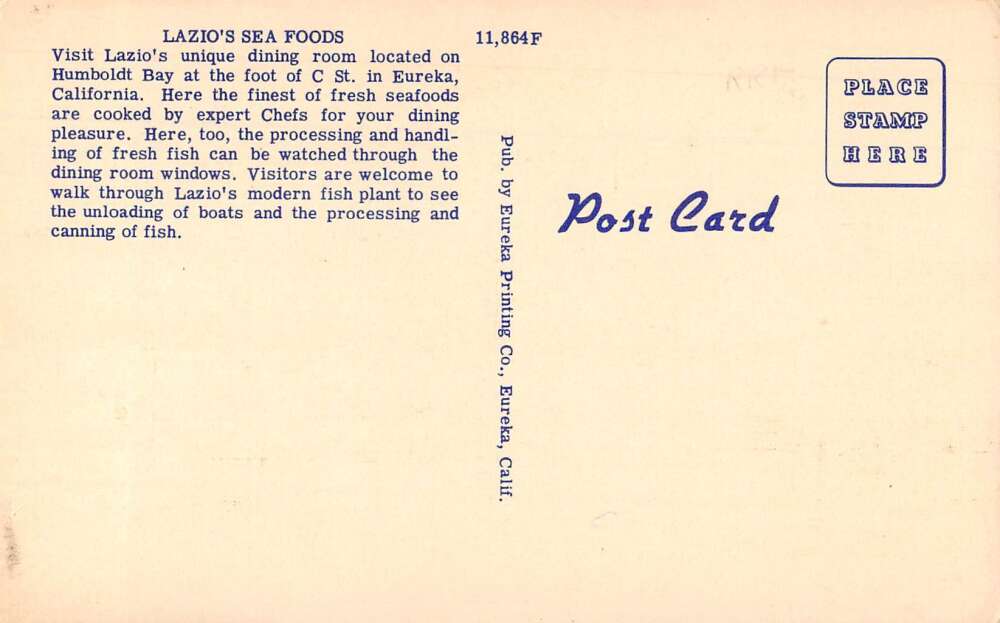 LAZIO'S SEA FOODS
Visit Lazio's unique dining room located on
Humboldt Bay at the foot of C St. in Eureka,
California. Here the finest of fresh seafoods
are cooked by expert Chefs for your dining
pleasure. Here, too, the processing and handl-
ing of fresh fish can be watched through the
dining room windows. Visitors are welcome to
walk through Lazio's modern fish plant to see
the unloading of boats and the processing and
canning of fish.
11,864F
Pub. by Eureka Printing Co., Eureka, Calif.
Post Card
PLACE
STAMP
HERE